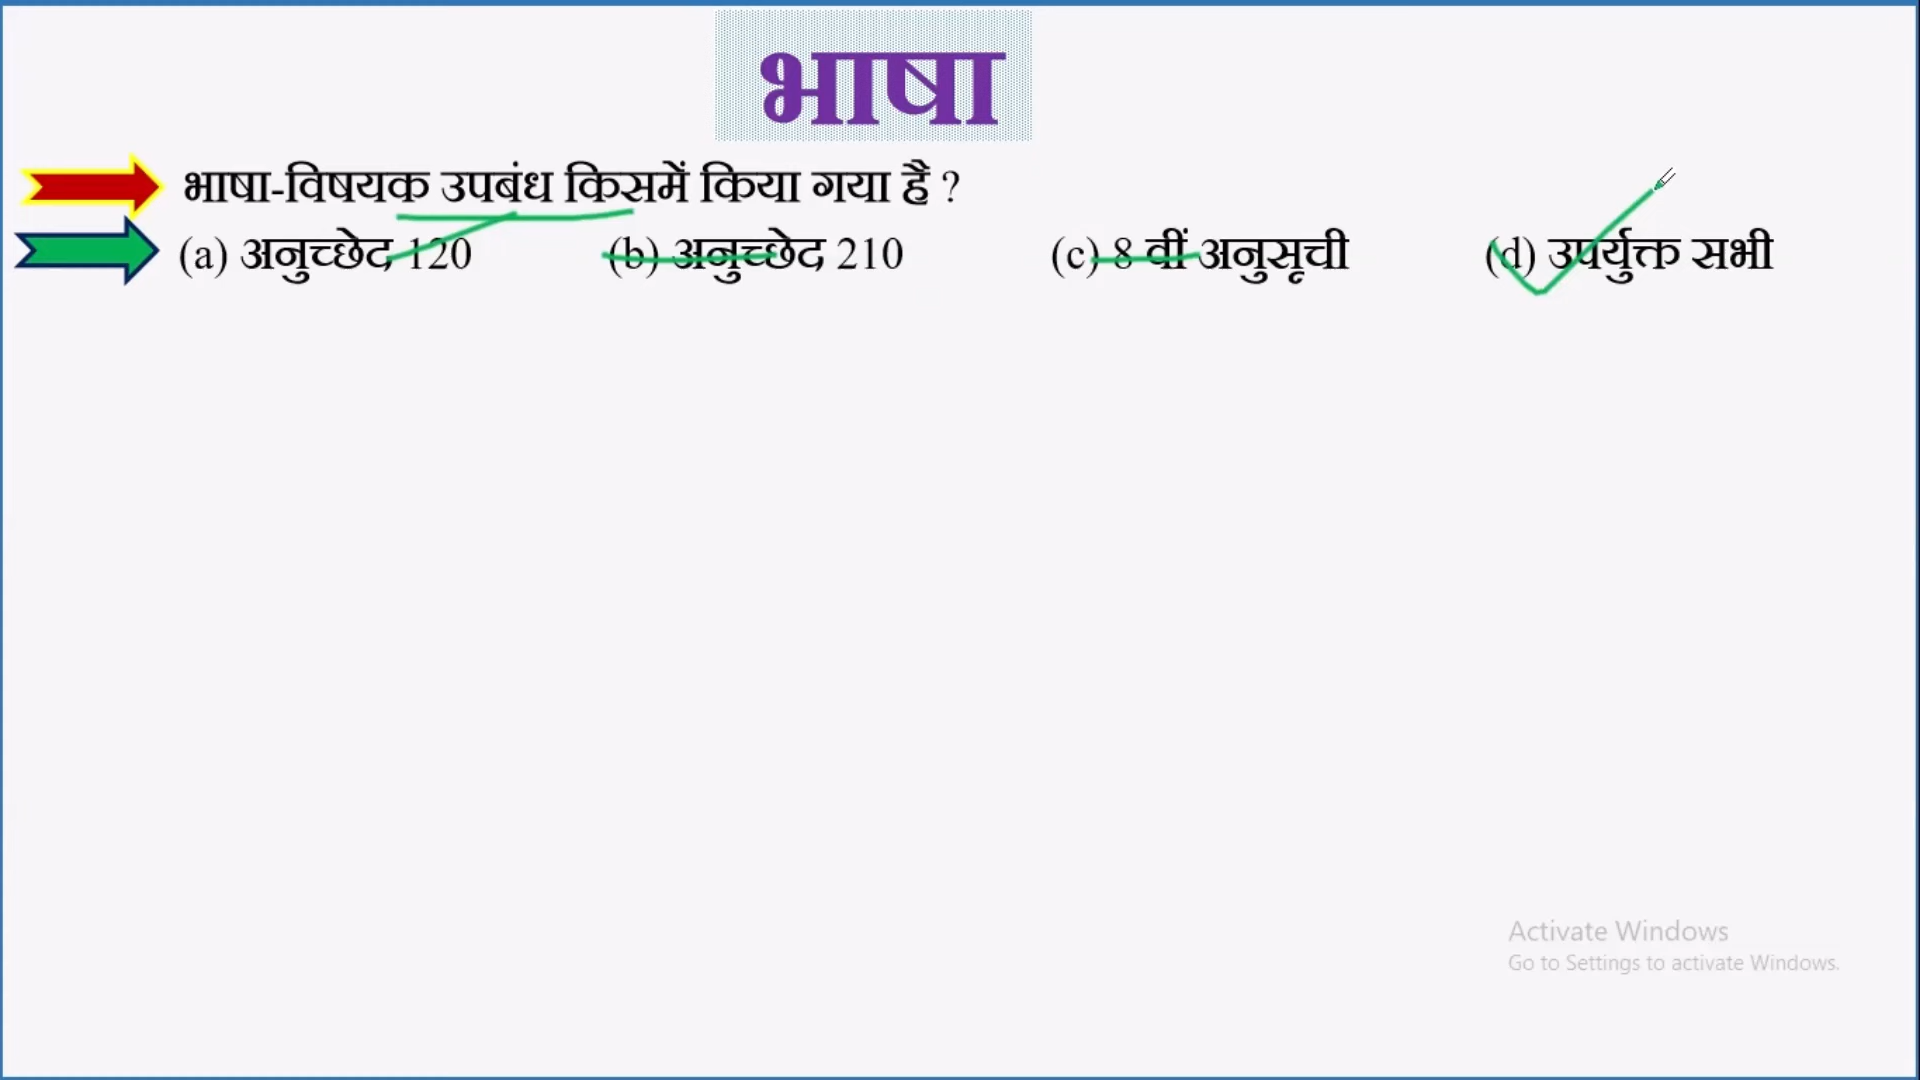 भाषा
भाषा-विषयक उपबंध किसमें किया गया है ?
(a) अनुच्छेद 120 (b) अनुच्छेद 210 (c) 8 वीं अनुसूची (d) उपर्युक्त सभी
Activate Windows
Go to Settings to activate Windows.